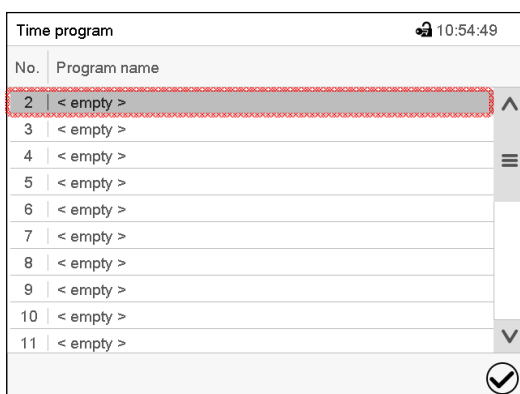 Time program 10:54:49
No. Program name
2 < empty >
3 < empty >
4 < empty >
5 < empty >
6 < empty >
7 < empty >
8 < empty >
9 < empty >
10 < empty >
11 < empty >